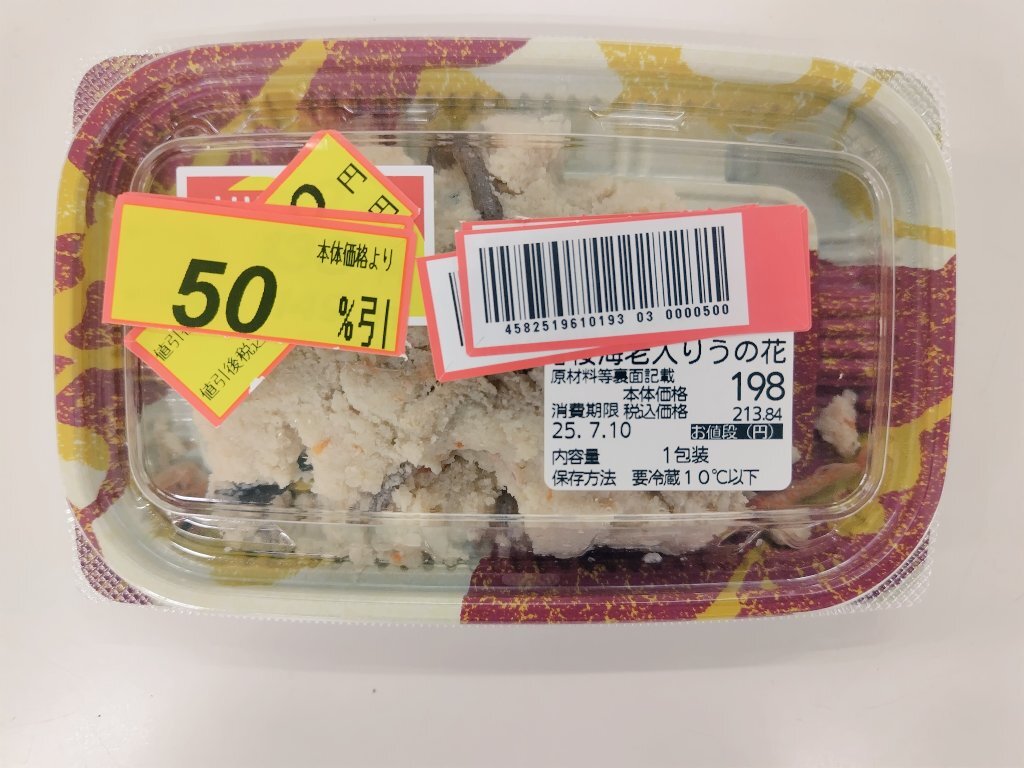 円
円
本体価格より
50
%引
値引後税込
4582519610193 03 0000500
桜海老入りうの花
原材料等裏面記載
本体価格 198
消費期限 税込価格 213.84
25.7.10 お値段(円)
内容量 1包装
保存方法 要冷蔵10℃以下